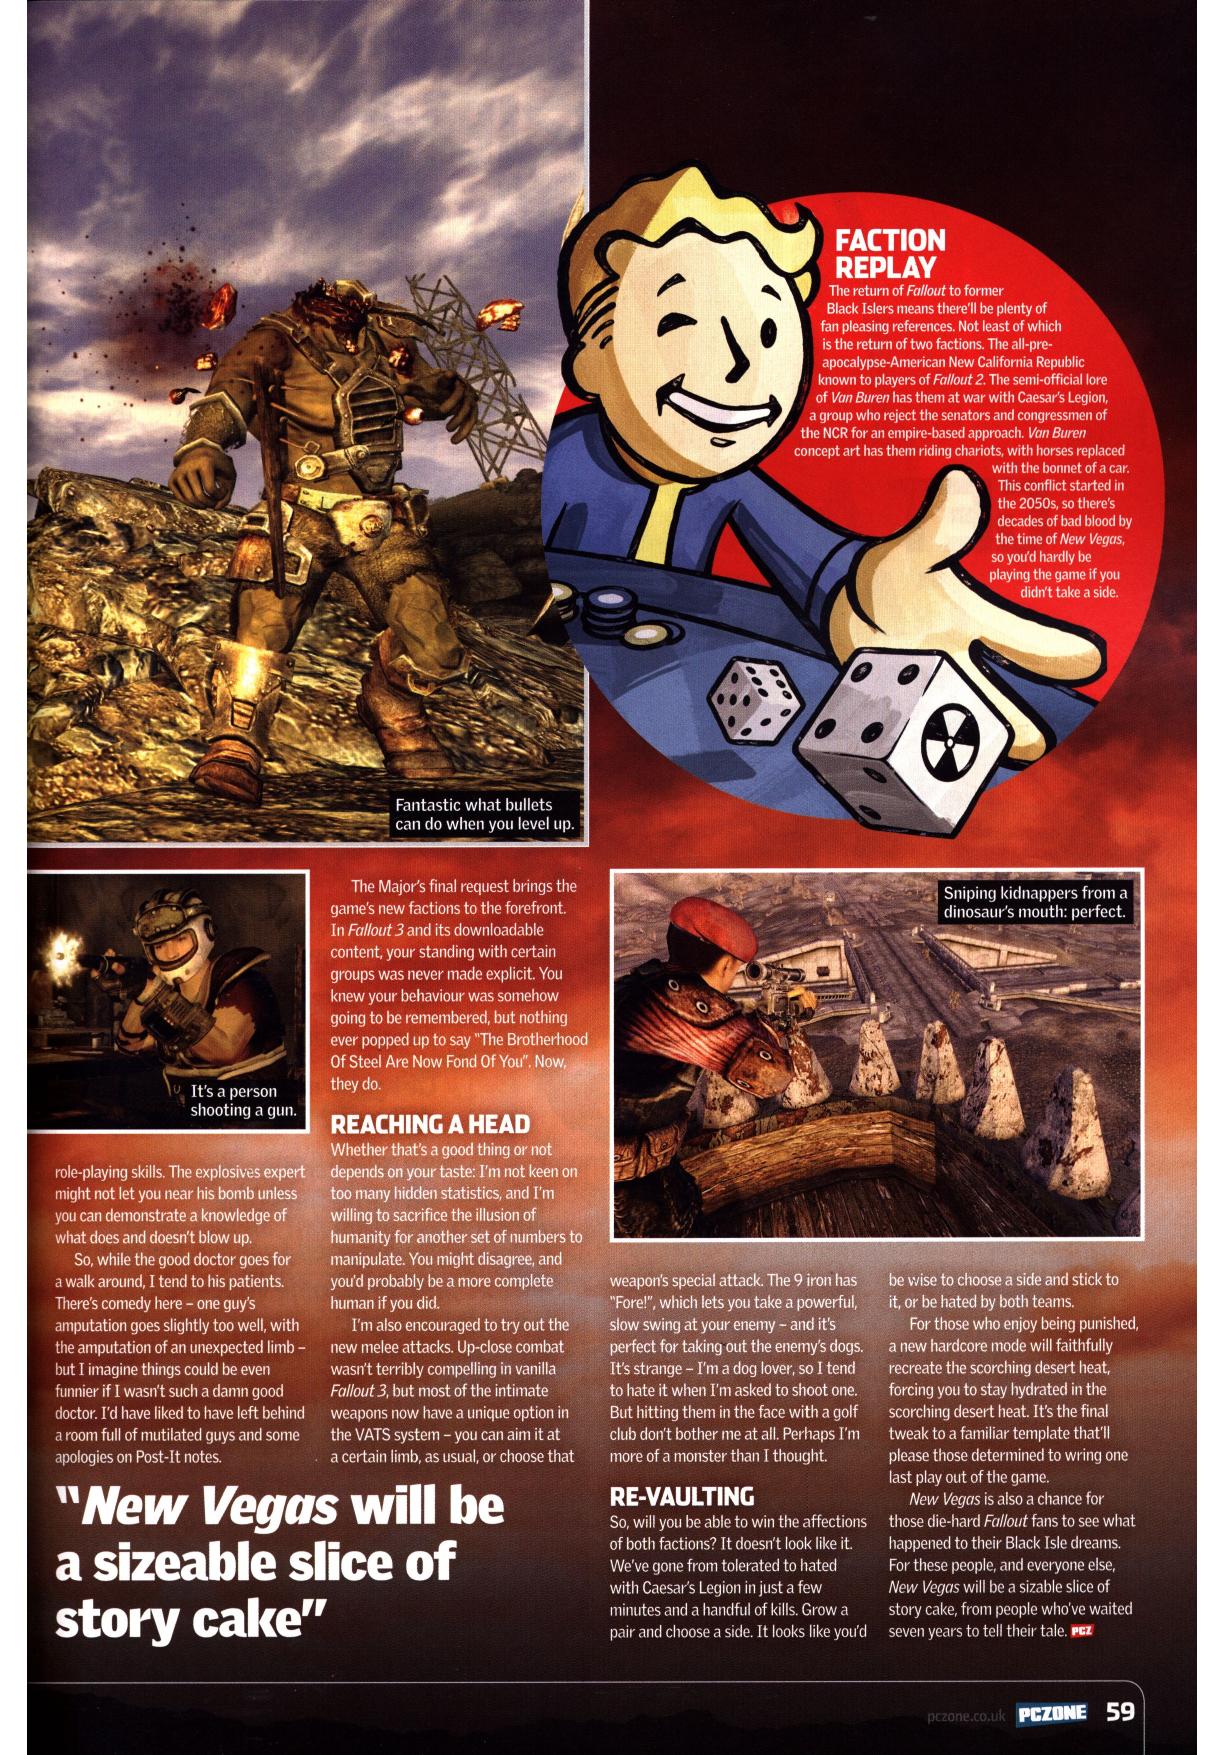 FACTION
REPLAY
The return of Fallout to former
Black Islers means there'll be plenty of
fan pleasing references. Not least of which
is the return of two factions. The all-pre-
apocalypse-American New California Republic
known to players of Fallout 2. The semi-official lore
of Van Buren has them at war with Caesar's Legion,
a group who reject the senators and congressmen of
the NCR for an empire-based approach. Van Buren
concept art has them riding chariots, with horses replaced
with the bonnet of a car.
This conflict started in
the 2050s, so there's
decades of bad blood by
the time of New Vegas,
so you'd hardly be
playing the game if you
didn't take a side.
Fantastic what bullets
can do when you level up.
It's a person
shooting a gun.
role-playing skills. The explosives expert
might not let you near his bomb unless
you can demonstrate a knowledge of
what does and doesn't blow up.
So, while the good doctor goes for
a walk around, I tend to his patients.
There's comedy here – one guy's
amputation goes slightly too well, with
the amputation of an unexpected limb –
but I imagine things could be even
funnier if I wasn't such a damn good
doctor. I'd have liked to have left behind
a room full of mutilated guys and some
apologies on Post-It notes.
The Major's final request brings the
game's new factions to the forefront.
In Fallout 3 and its downloadable
content, your standing with certain
groups was never made explicit. You
knew your behaviour was somehow
going to be remembered, but nothing
ever popped up to say "The Brotherhood
Of Steel Are Now Fond Of You". Now,
they do.
REACHING A HEAD
Whether that's a good thing or not
depends on your taste: I'm not keen on
too many hidden statistics, and I'm
willing to sacrifice the illusion of
humanity for another set of numbers to
manipulate. You might disagree, and
you'd probably be a more complete
human if you did.
I'm also encouraged to try out the
new melee attacks. Up-close combat
wasn't terribly compelling in vanilla
Fallout 3, but most of the intimate
weapons now have a unique option in
the VATS system – you can aim it at
a certain limb, as usual, or choose that
"New Vegas will be
a sizeable slice of
story cake"
Sniping kidnappers from a
dinosaur's mouth: perfect.
weapon's special attack. The 9 iron has
"Fore!", which lets you take a powerful,
slow swing at your enemy – and it's
perfect for taking out the enemy's dogs.
It's strange – I'm a dog lover, so I tend
to hate it when I'm asked to shoot one.
But hitting them in the face with a golf
club don't bother me at all. Perhaps I'm
more of a monster than I thought.
RE-VAULTING
So, will you be able to win the affections
of both factions? It doesn't look like it.
We've gone from tolerated to hated
with Caesar's Legion in just a few
minutes and a handful of kills. Grow a
pair and choose a side. It looks like you'd
be wise to choose a side and stick to
it, or be hated by both teams.
For those who enjoy being punished,
a new hardcore mode will faithfully
recreate the scorching desert heat,
forcing you to stay hydrated in the
scorching desert heat. It's the final
tweak to a familiar template that'll
please those determined to wring one
last play out of the game.
New Vegas is also a chance for
those die-hard Fallout fans to see what
happened to their Black Isle dreams.
For these people, and everyone else,
New Vegas will be a sizable slice of
story cake, from people who've waited
seven years to tell their tale. PCZ
pczone.co.uk PCZONE 59